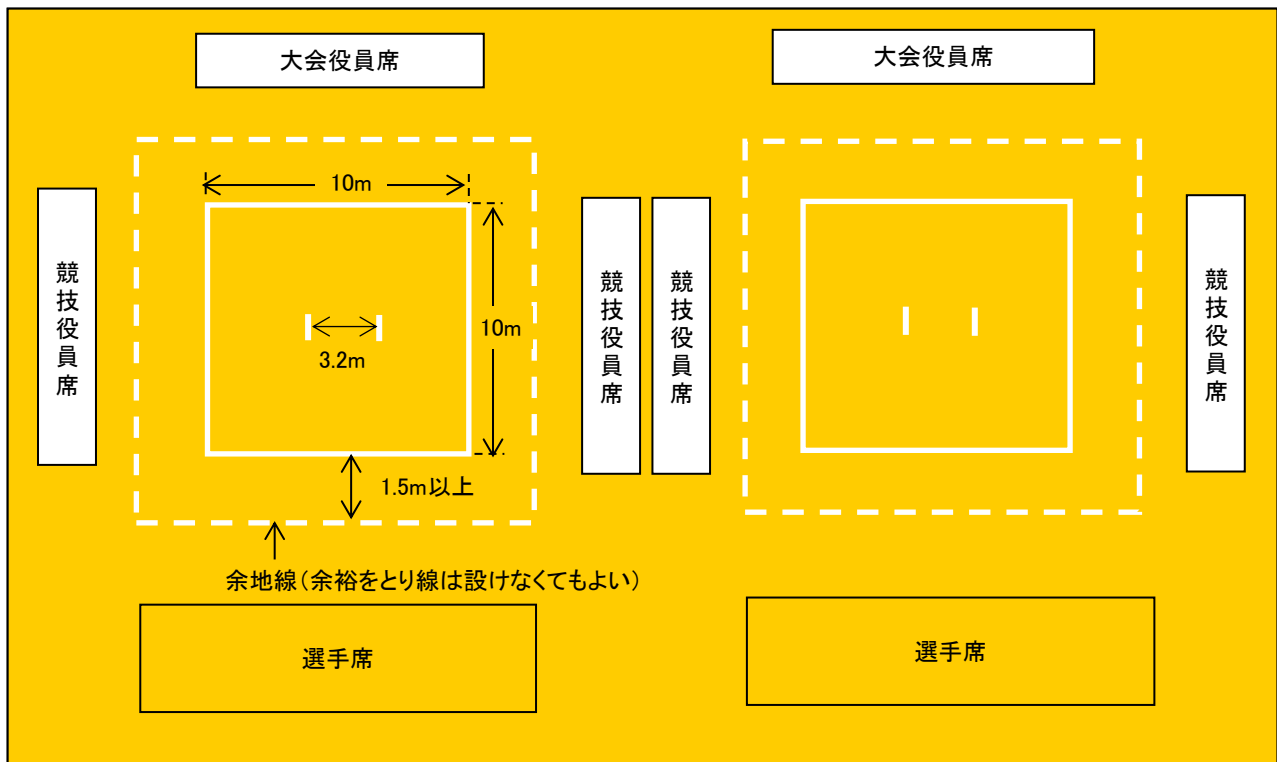 大会役員席
大会役員席
10m
競技役員席
10m
3.2m
競技役員席
競技役員席
競技役員席
1.5m以上
余地線(余裕をとり線は設けなくてもよい)
選手席
選手席